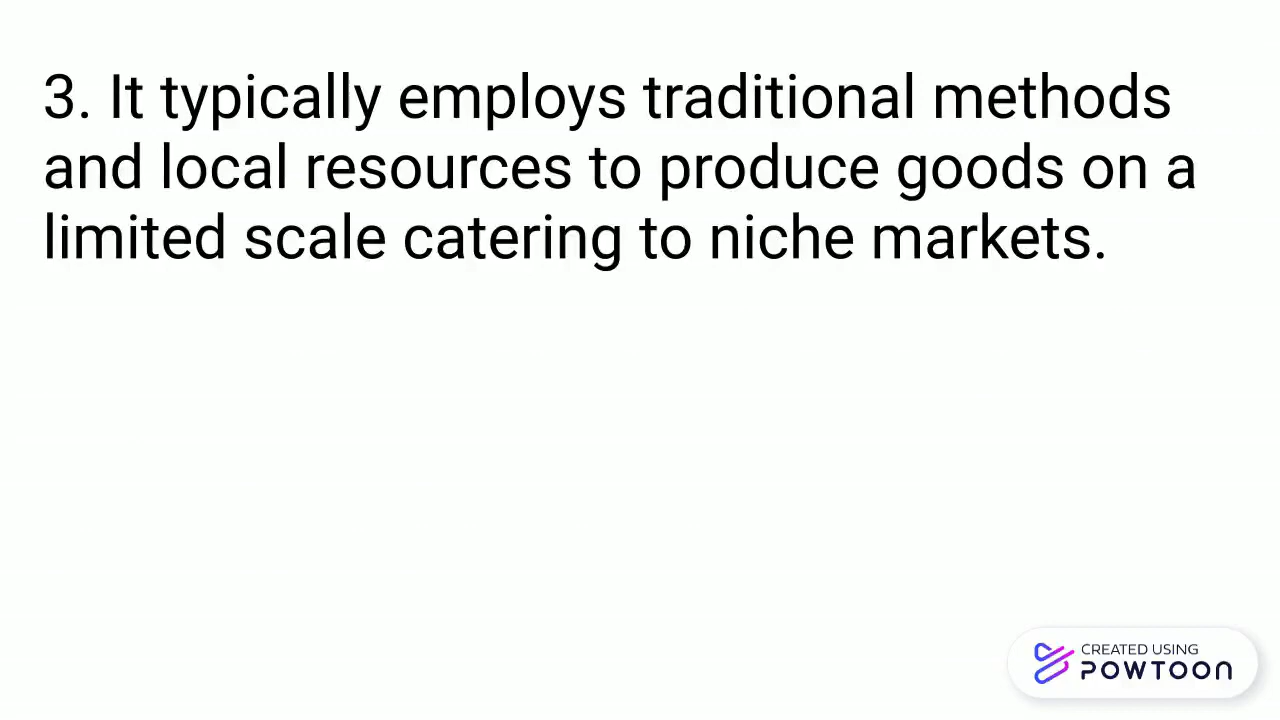 3. It typically employs traditional methods
and local resources to produce goods on a
limited scale catering to niche markets.
CREATED USING
POWTOON